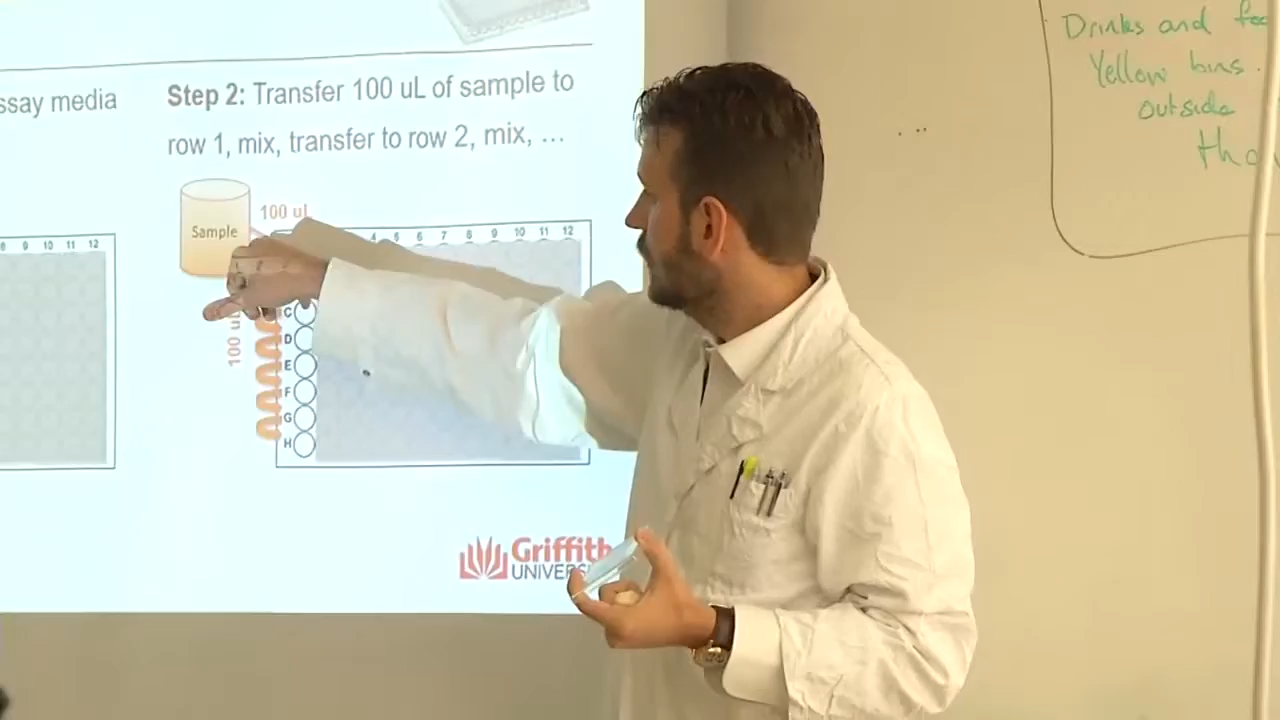 ssay media
Step 2: Transfer 100 uL of sample to
row 1, mix, transfer to row 2, mix, …
Sample
100 uL
8 9 10 11 12
4 5 6 7 8 9 10 11 12
C
D
E
F
G
H
100 uL
Griffith
UNIVERS
Drinks and
Yellow bins.
outside